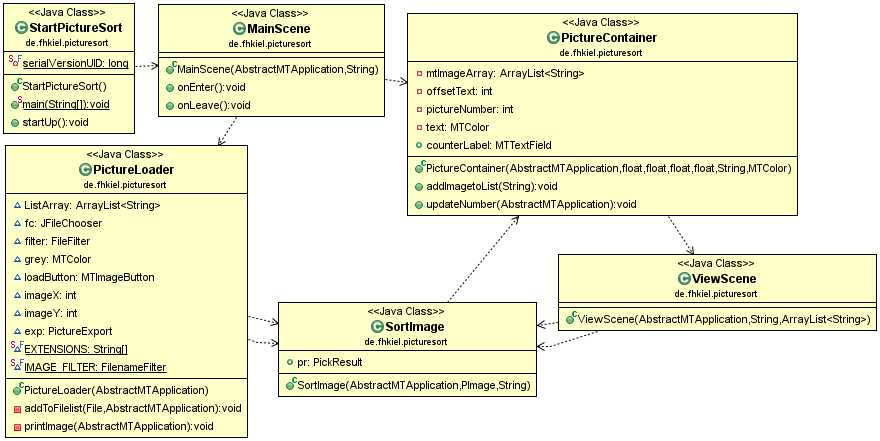 <<Java Class>>
StartPictureSort
de.fhkiel.picturesort
serialVersionUID: long
StartPictureSort()
main(String[]):void
startUp():void
<<Java Class>>
MainScene
de.fhkiel.picturesort
MainScene(AbstractMTApplication,String)
onEnter():void
onLeave():void
<<Java Class>>
PictureContainer
de.fhkiel.picturesort
mtImageArray: ArrayList<String>
offsetText: int
pictureNumber: int
text: MTColor
counterLabel: MTTextField
PictureContainer(AbstractMTApplication,float,float,float,float,String,MTColor)
addImagetoList(String):void
updateNumber(AbstractMTApplication):void
<<Java Class>>
PictureLoader
de.fhkiel.picturesort
ListArray: ArrayList<String>
fc: JFileChooser
filter: FileFilter
grey: MTColor
loadButton: MTImageButton
imageX: int
imageY: int
exp: PictureExport
EXTENSIONS: String[]
IMAGE_FILTER: FilenameFilter
PictureLoader(AbstractMTApplication)
addToFilelist(File,AbstractMTApplication):void
printImage(AbstractMTApplication):void
<<Java Class>>
SortImage
de.fhkiel.picturesort
pr: PickResult
SortImage(AbstractMTApplication,PImage,String)
<<Java Class>>
ViewScene
de.fhkiel.picturesort
ViewScene(AbstractMTApplication,String,ArrayList<String>)